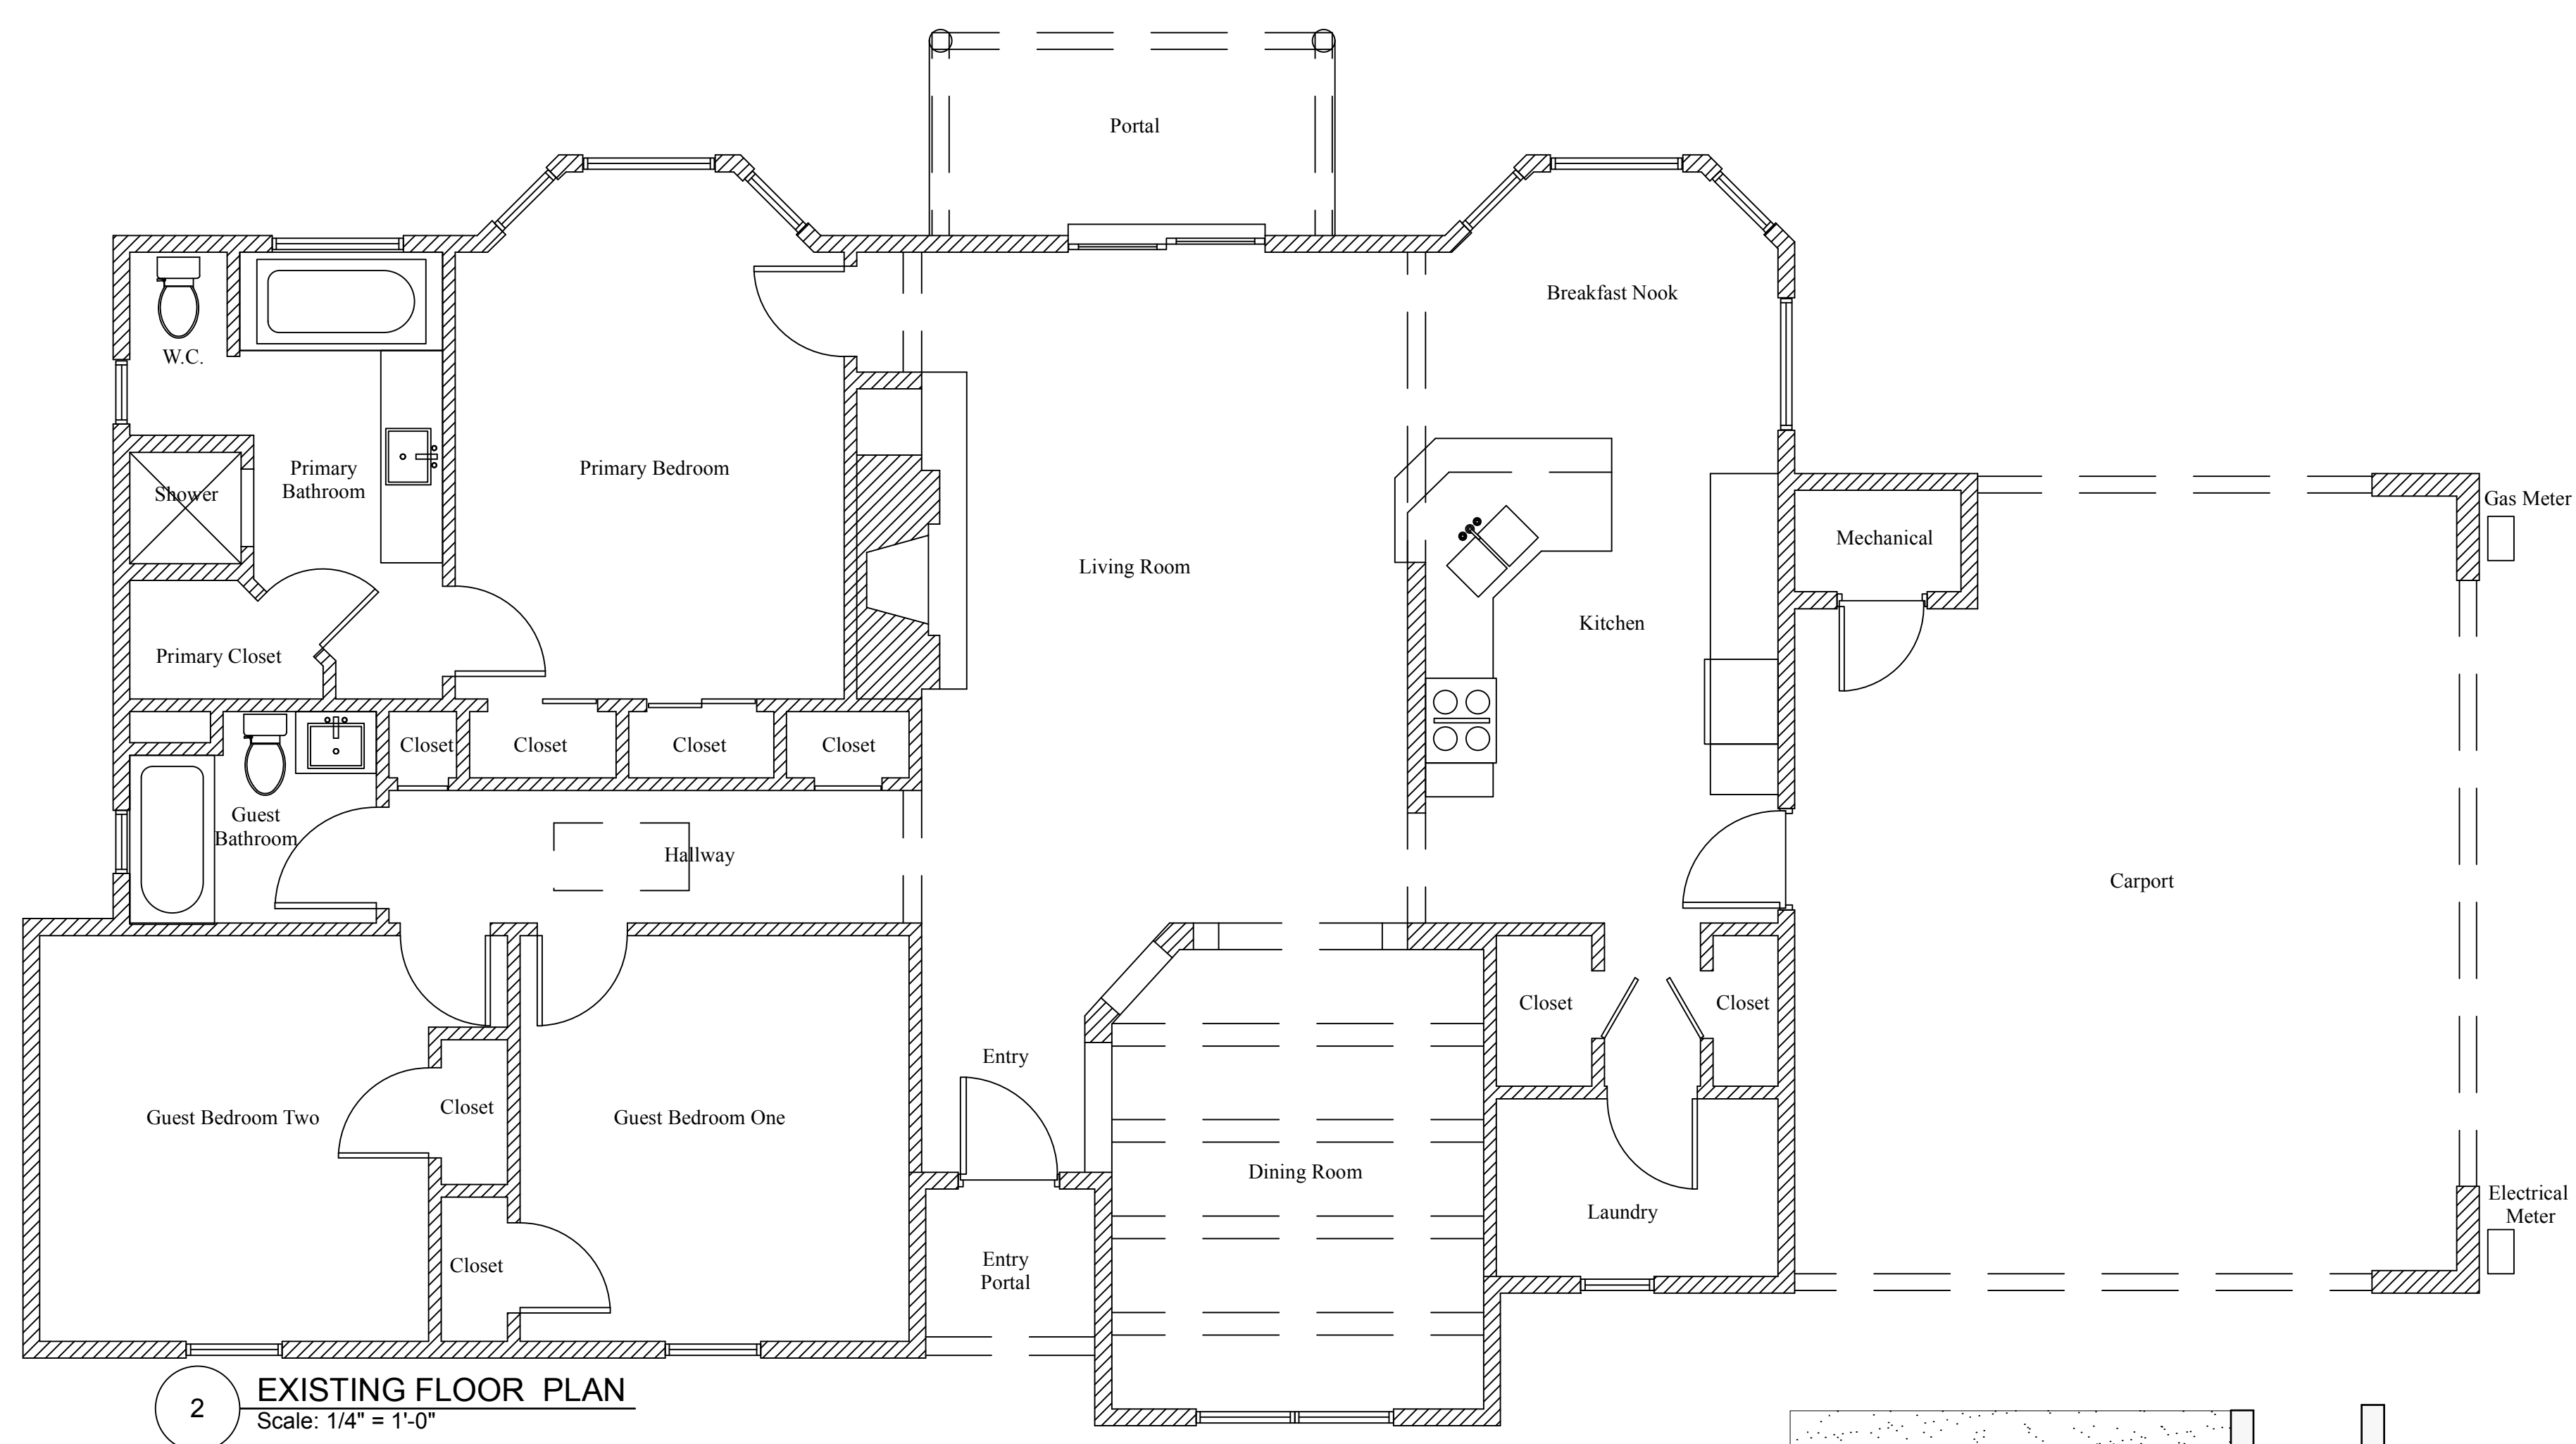 Portal
Breakfast Nook
W.C.
Primary
Bathroom
Primary Bedroom
Shower
Gas Meter
Mechanical
Living Room
Kitchen
Primary Closet
Closet
Closet
Closet
Closet
Guest
Bathroom
Hallway
Carport
Closet
Closet
Entry
Guest Bedroom Two
Closet
Guest Bedroom One
Dining Room
Laundry
Electrical
Meter
Closet
Entry
Portal
2
EXISTING FLOOR PLAN
Scale: 1/4" = 1'-0"